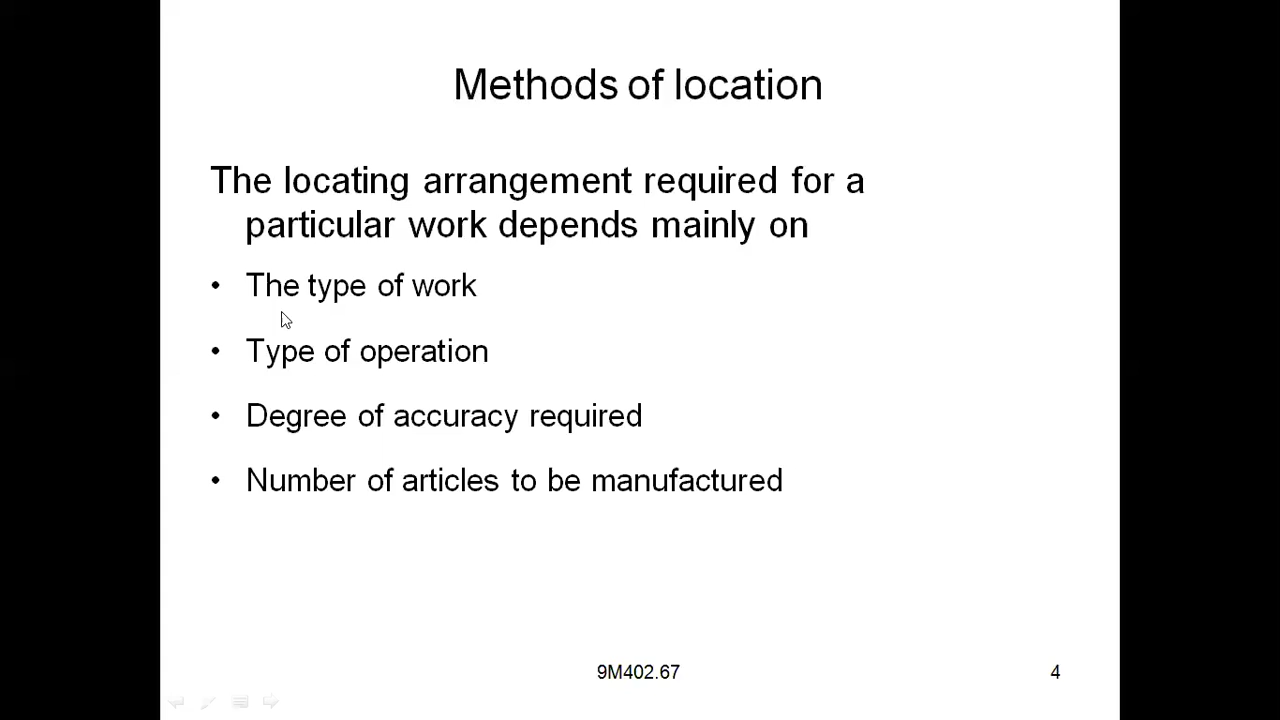 Methods of location
The locating arrangement required for a
particular work depends mainly on
• The type of work
• Type of operation
• Degree of accuracy required
• Number of articles to be manufactured
9M402.67
4